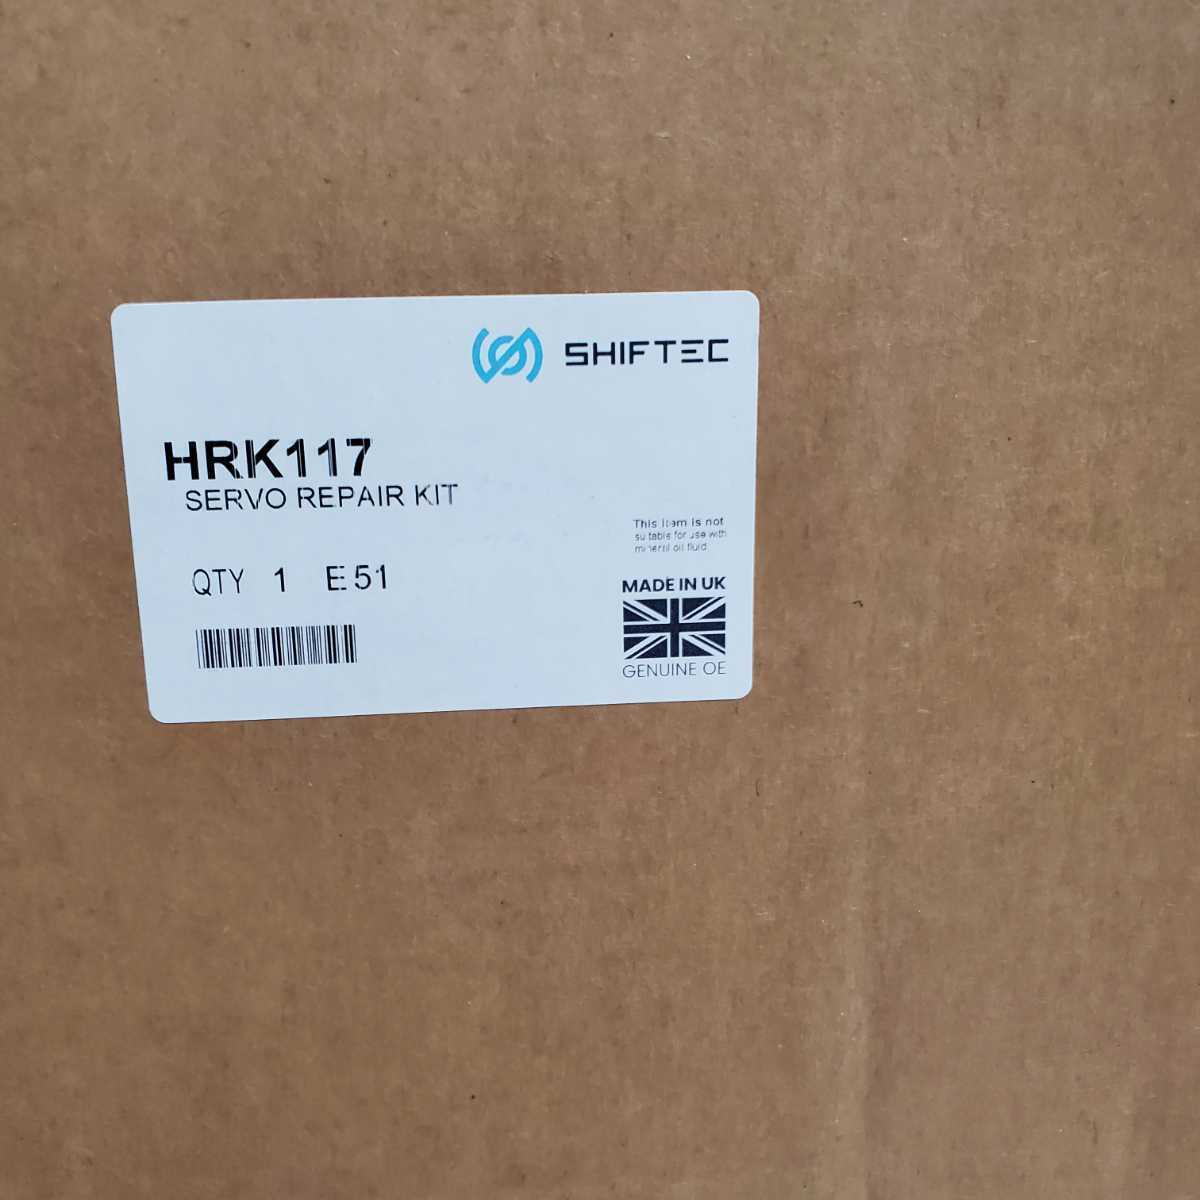 SHIFTEC
HRK117
SERVO REPAIR KIT
This item is not
suitable for use with
mineral oil fluid
QTY 1 E51
MADE IN UK
GENUINE OE